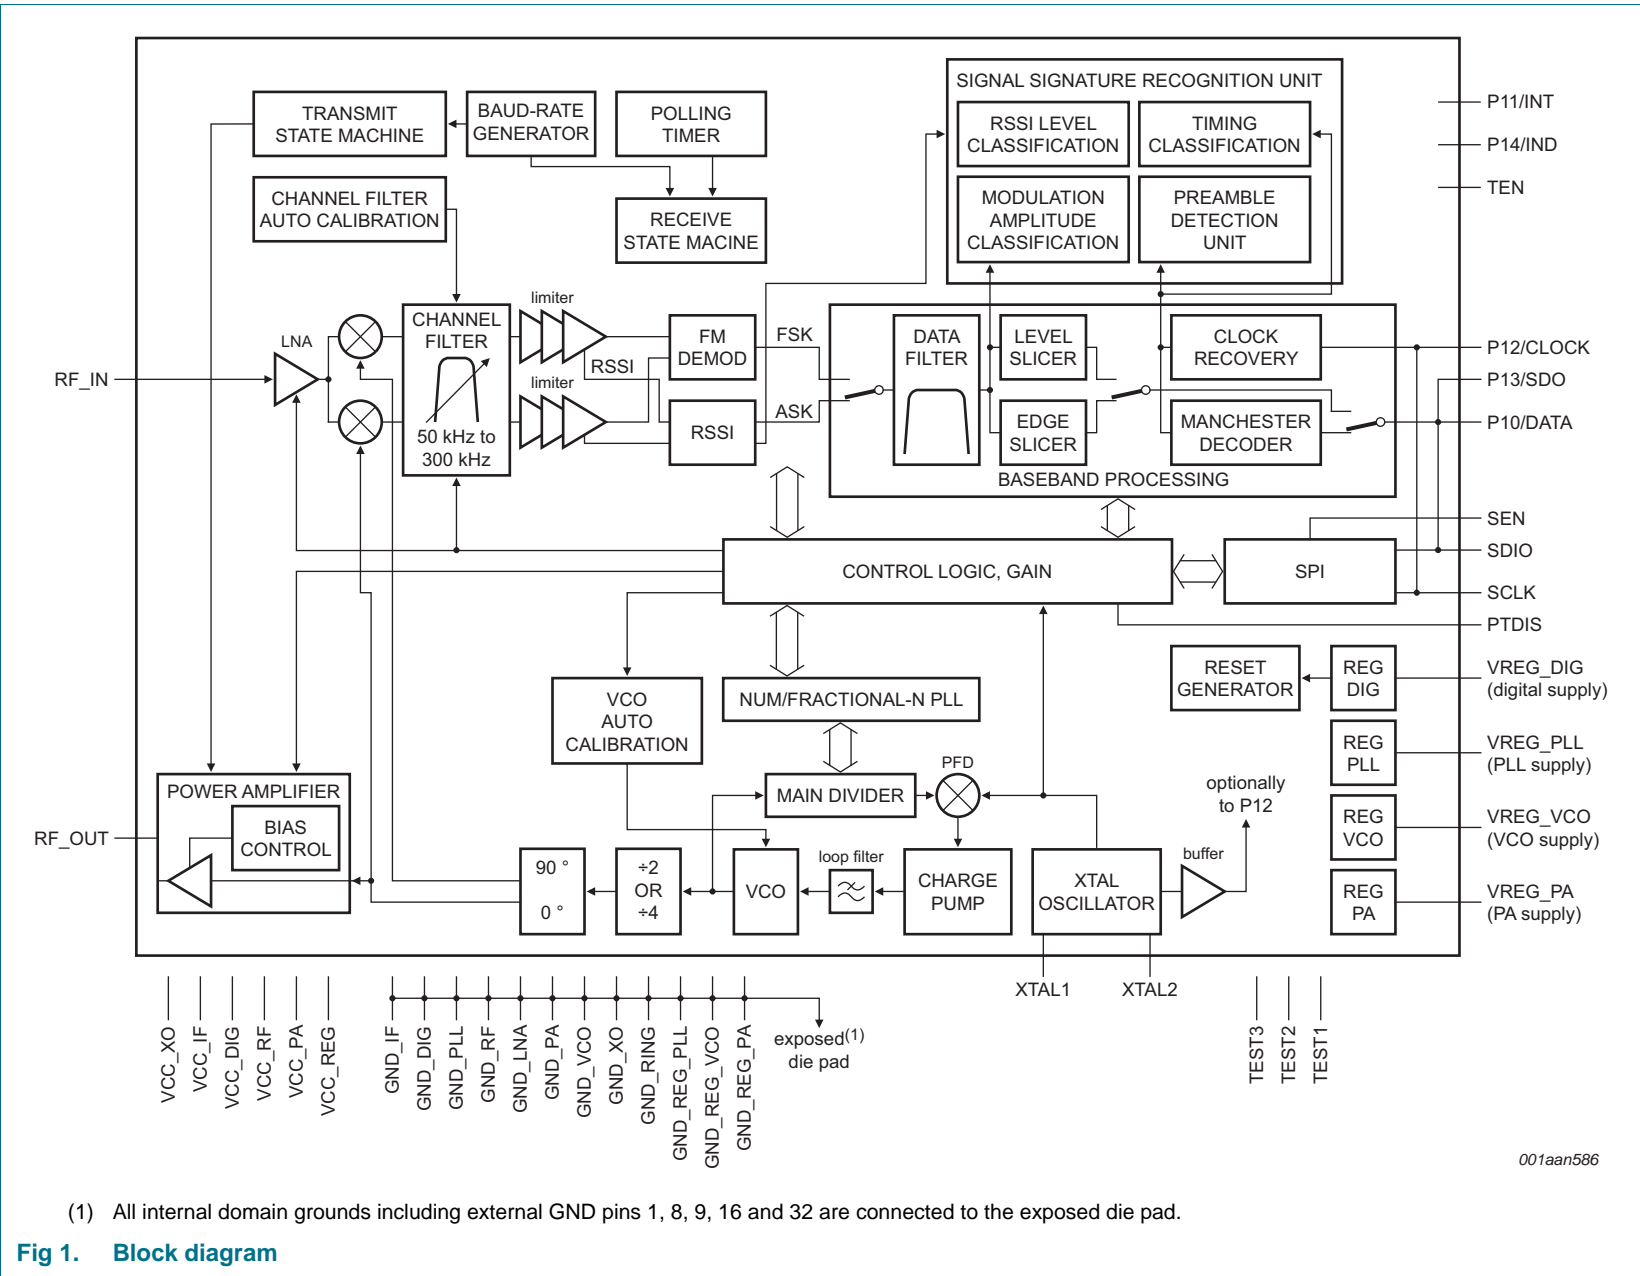 SIGNAL SIGNATURE RECOGNITION UNIT
TRANSMIT
STATE MACHINE
BAUD-RATE
GENERATOR
POLLING
TIMER
RSSI LEVEL
CLASSIFICATION
TIMING
CLASSIFICATION
P11/INT
P14/IND
TEN
CHANNEL FILTER
AUTO CALIBRATION
RECEIVE
STATE MACINE
MODULATION
AMPLITUDE
CLASSIFICATION
PREAMBLE
DETECTION
UNIT
limiter
LNA
CHANNEL
FILTER
50 kHz to
300 kHz
RSSI
limiter
FM
DEMOD
RSSI
FSK
ASK
DATA
FILTER
LEVEL
SLICER
EDGE
SLICER
CLOCK
RECOVERY
MANCHESTER
DECODER
BASEBAND PROCESSING
RF_IN
P12/CLOCK
P13/SDO
P10/DATA
SEN
SDIO
SCLK
PTDIS
CONTROL LOGIC, GAIN
SPI
RESET
GENERATOR
REG
DIG
VREG_DIG
(digital supply)
VCO
AUTO
CALIBRATION
NUM/FRACTIONAL-N PLL
REG
PLL
VREG_PLL
(PLL supply)
MAIN DIVIDER
PFD
optionally
to P12
REG
VCO
VREG_VCO
(VCO supply)
POWER AMPLIFIER
BIAS
CONTROL
RF_OUT
90 °
0 °
÷2
OR
÷4
VCO
loop filter
CHARGE
PUMP
XTAL
OSCILLATOR
buffer
REG
PA
VREG_PA
(PA supply)
XTAL1
XTAL2
VCC_XO
VCC_IF
VCC_DIG
VCC_RF
VCC_PA
VCC_REG
GND_IF
GND_DIG
GND_PLL
GND_RF
GND_LNA
GND_PA
GND_VCO
GND_XO
GND_RING
GND_REG_PLL
GND_REG_VCO
GND_REG_PA
exposed(1)
die pad
TEST3
TEST2
TEST1
001aan586
(1) All internal domain grounds including external GND pins 1, 8, 9, 16 and 32 are connected to the exposed die pad.
Fig 1. Block diagram